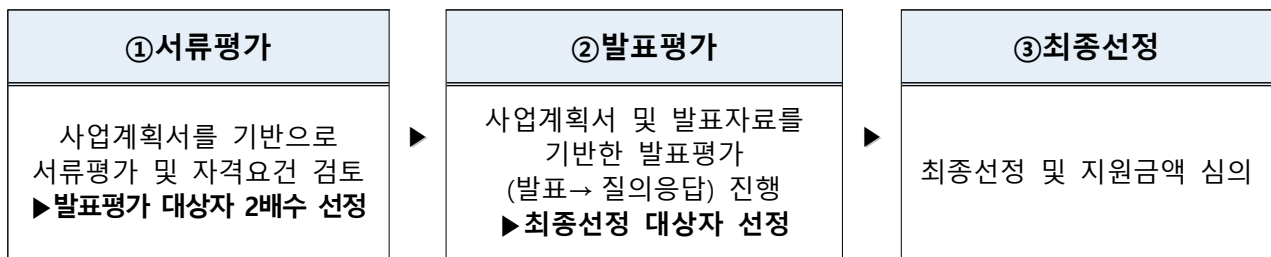 ①서류평가
사업계획서를 기반으로
서류평가 및 자격요건 검토
▶발표평가 대상자 2배수 선정
▶
②발표평가
사업계획서 및 발표자료를
기반한 발표평가
(발표→ 질의응답) 진행
▶최종선정 대상자 선정
▶
③최종선정
최종선정 및 지원금액 심의